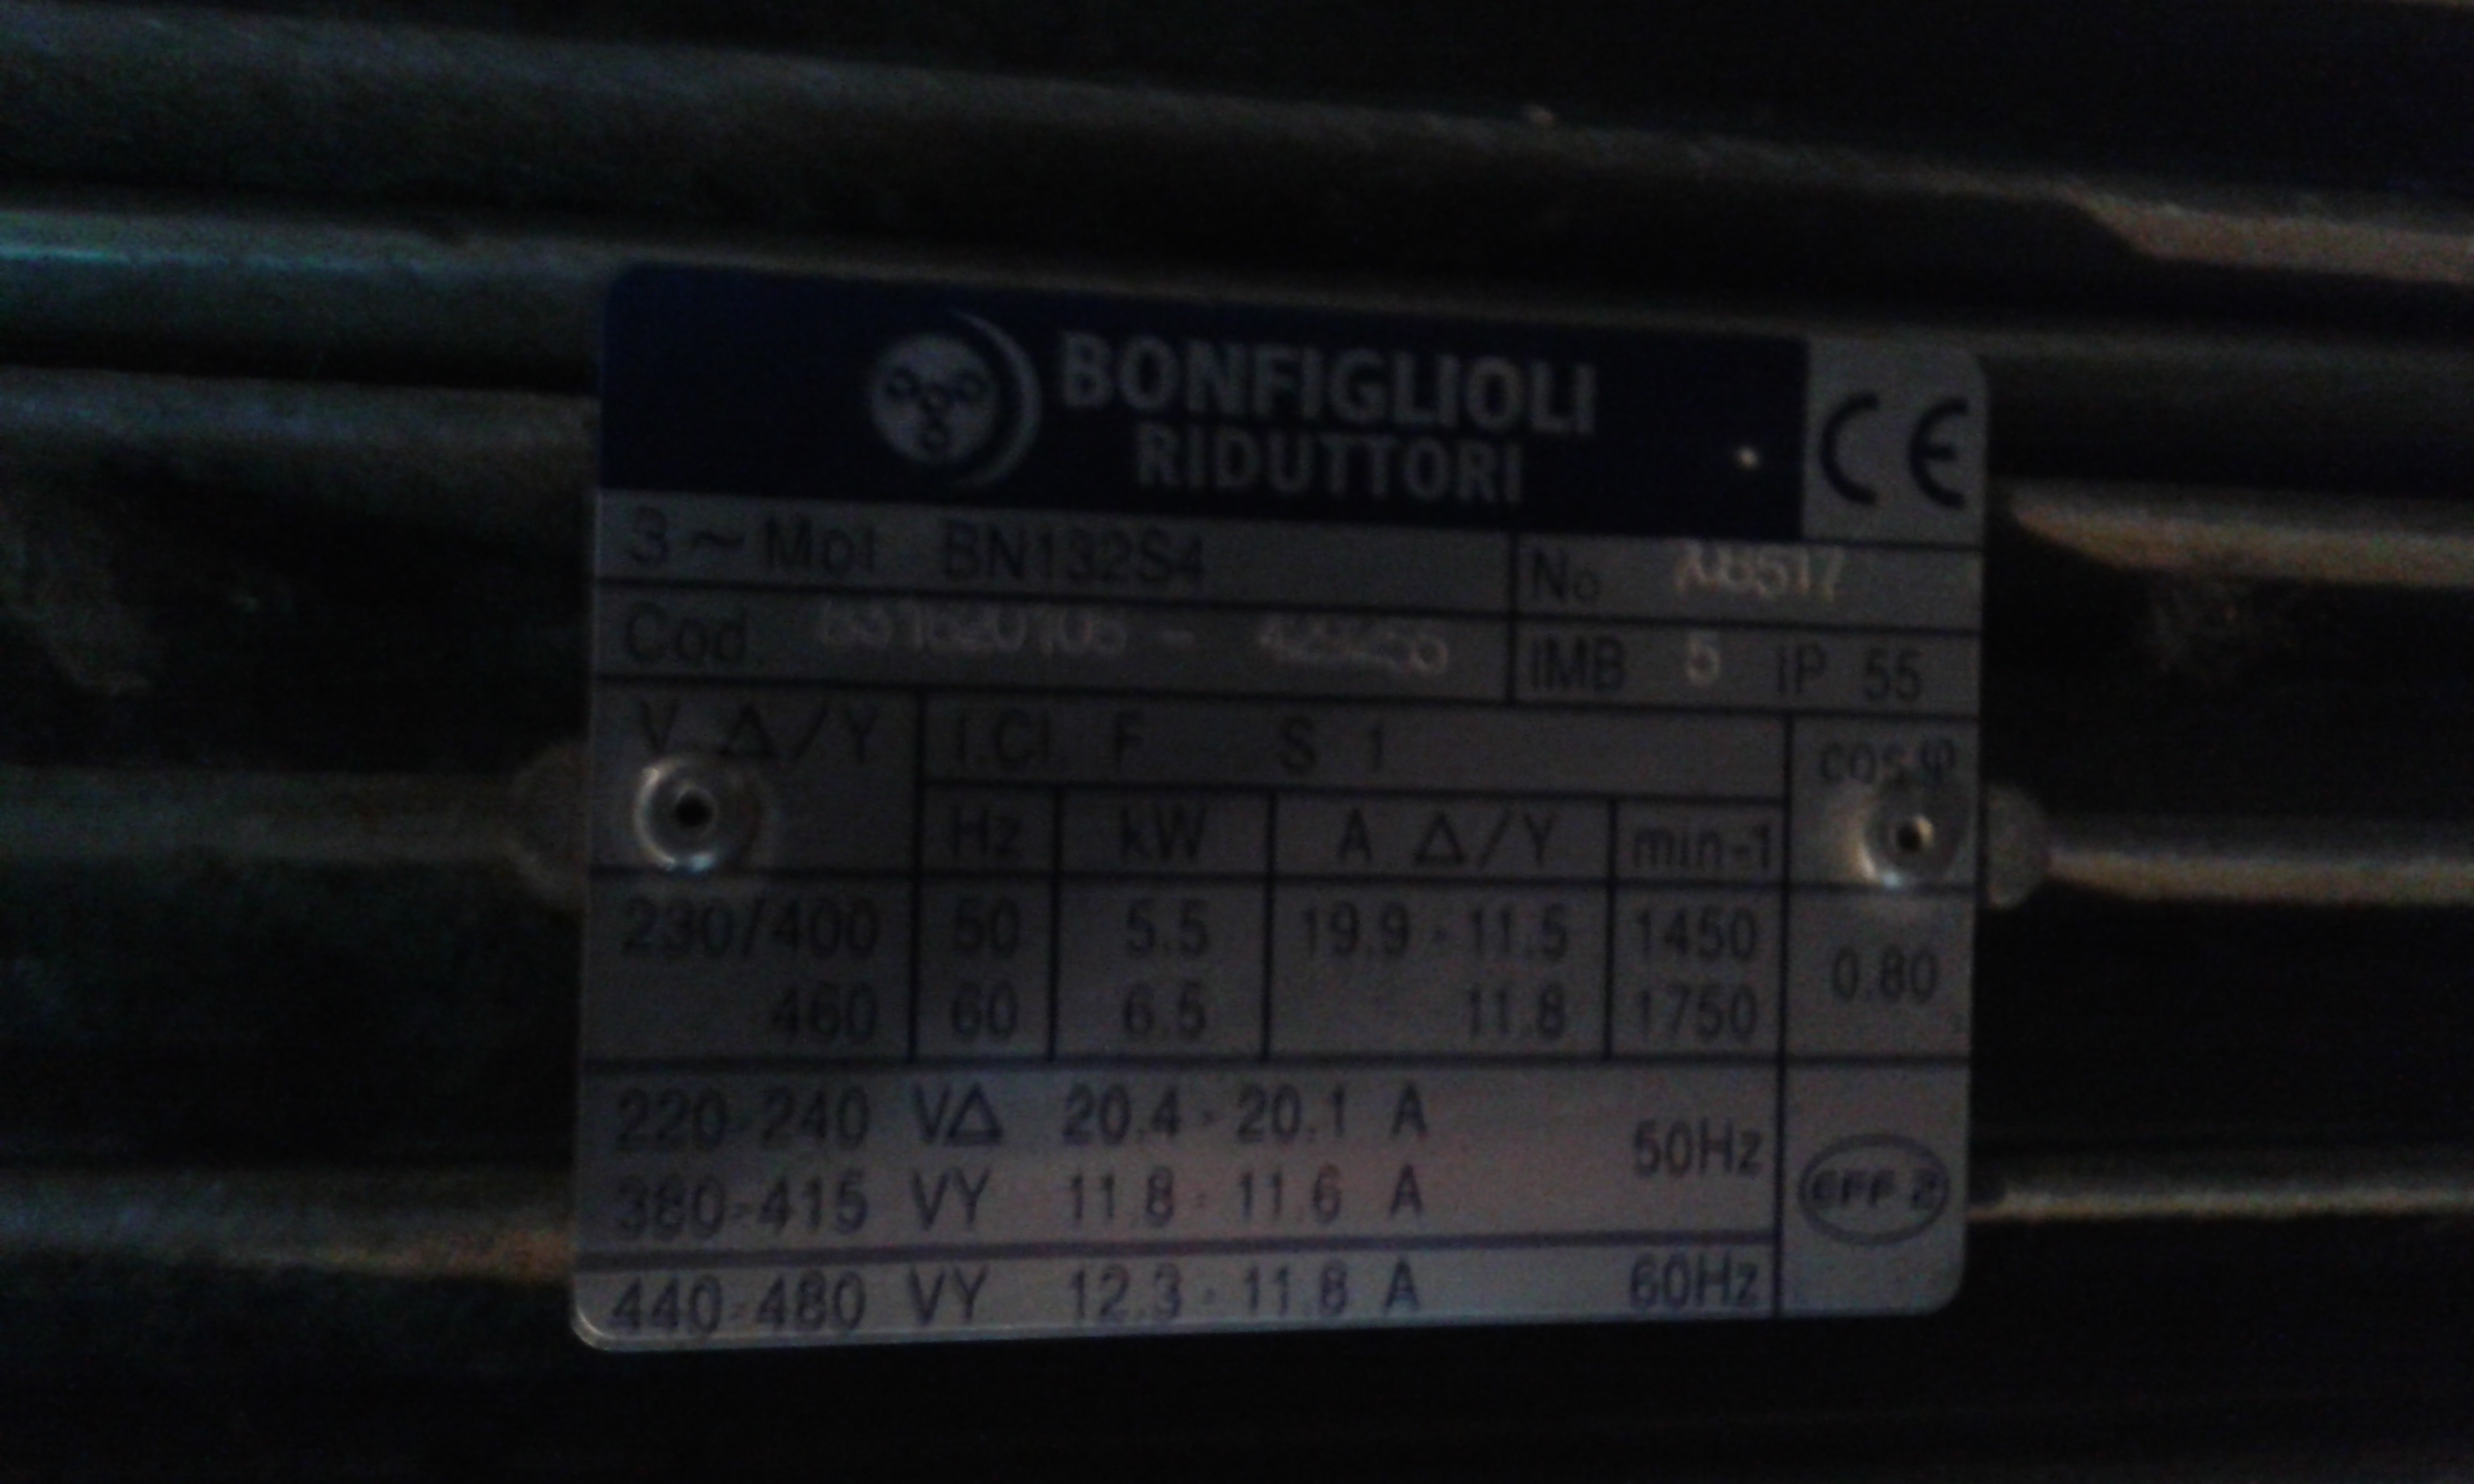 BONFIGLIOLI
RIDUTTORI
CE
3 ~ Mot BN132S4
No
Cod.
IMB 5 IP 55
V Δ/Y
I.Cl. F S 1
cos φ
Hz kW A Δ/Y min-1
230/400 50 5.5 19.9 - 11.5 1450
0.80
460 60 6.5 11.8 1750
220-240 VΔ 20.4 - 20.1 A
50Hz
380-415 VY 11.8 - 11.6 A
EFF 2
440-480 VY 12.3 - 11.8 A 60Hz